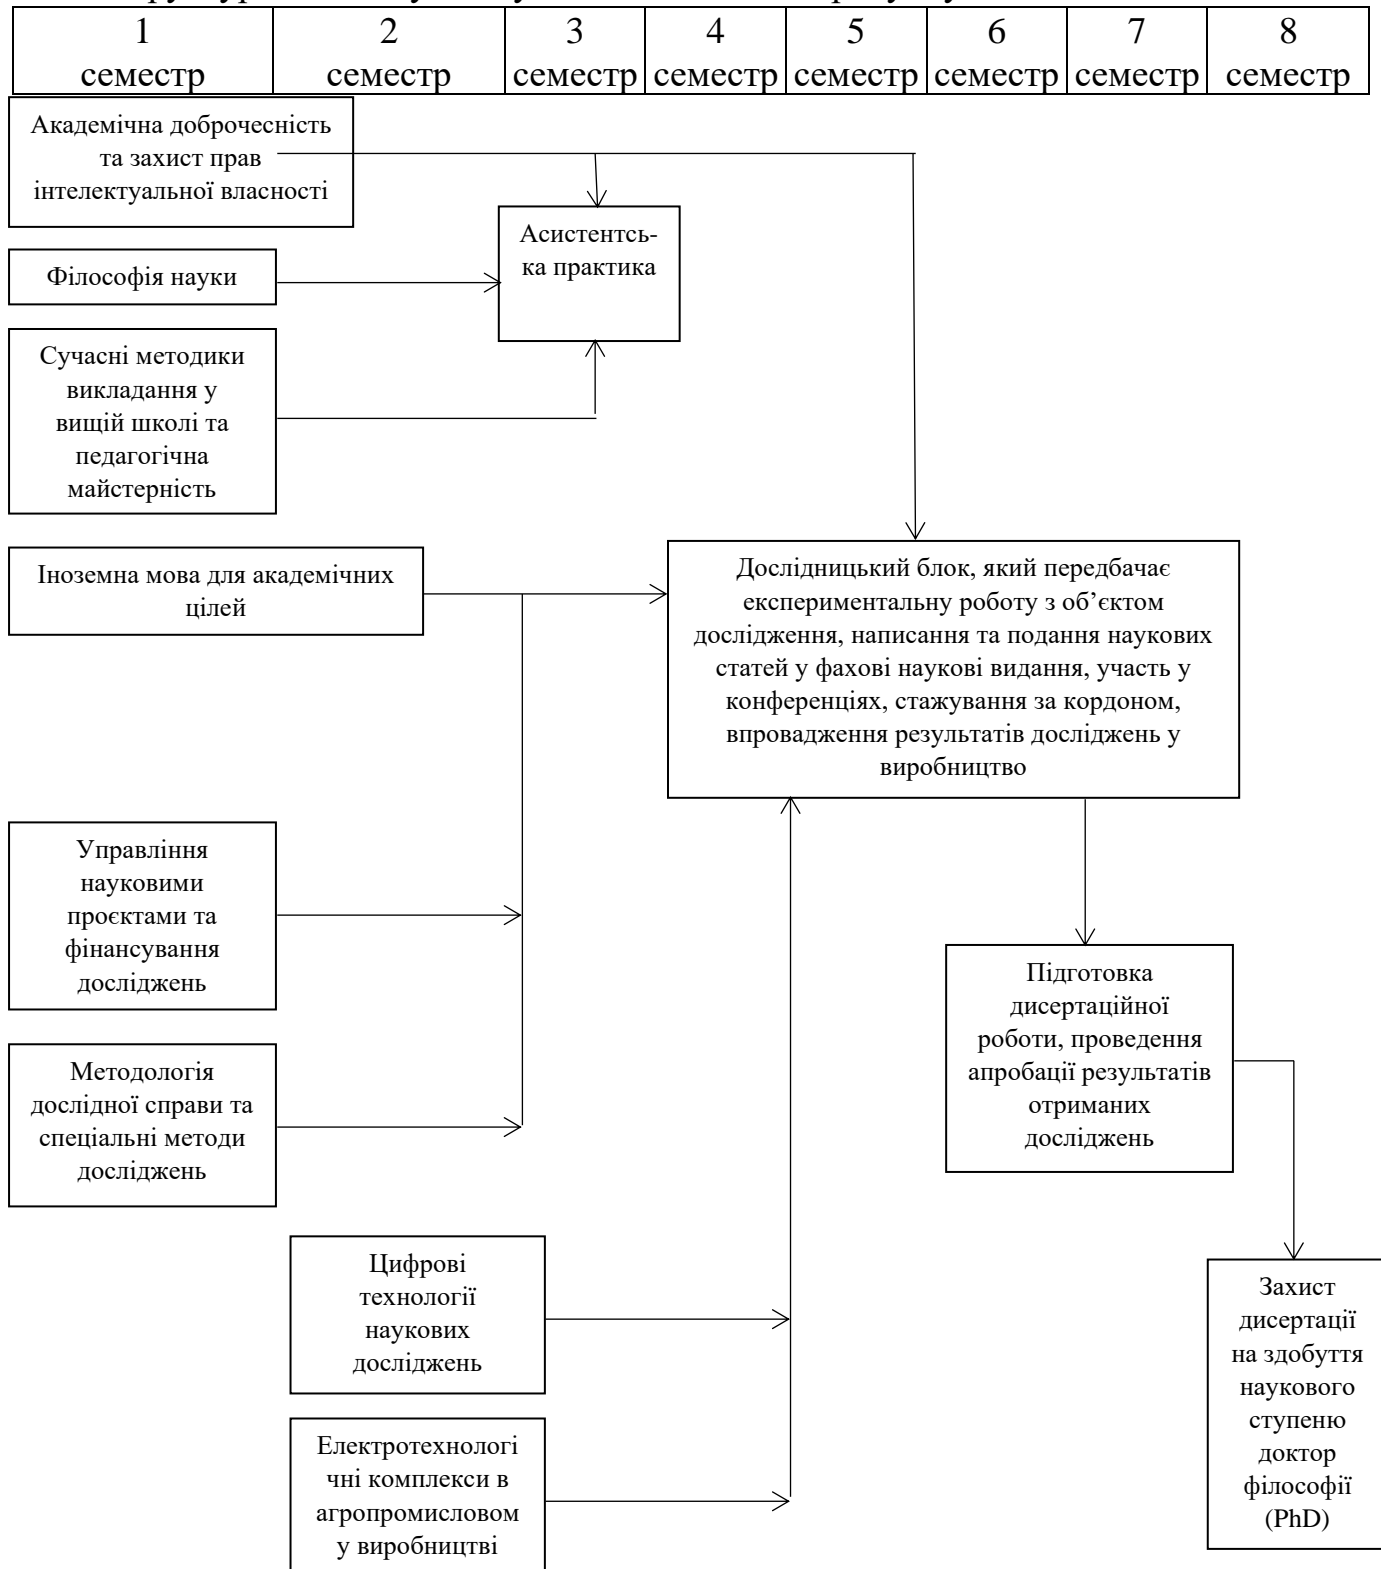 1
семестр
2
семестр
3
семестр
4
семестр
5
семестр
6
семестр
7
семестр
8
семестр
Академічна доброчесність
та захист прав
інтелектуальної власності
Асистентсь-
ка практика
Філософія науки
Сучасні методики
викладання у
вищій школі та
педагогічна
майстерність
Іноземна мова для академічних
цілей
Дослідницький блок, який передбачає
експериментальну роботу з об’єктом
дослідження, написання та подання наукових
статей у фахові наукові видання, участь у
конференціях, стажування за кордоном,
впровадження результатів досліджень у
виробництво
Управління
науковими
проєктами та
фінансування
досліджень
Підготовка
дисертаційної
роботи, проведення
апробації результатів
отриманих
досліджень
Методологія
дослідної справи та
спеціальні методи
досліджень
Цифрові
технології
наукових
досліджень
Захист
дисертації
на здобуття
наукового
ступеню
доктор
філософії
(PhD)
Електротехнологі
чні комплекси в
агропромисловом
у виробництві